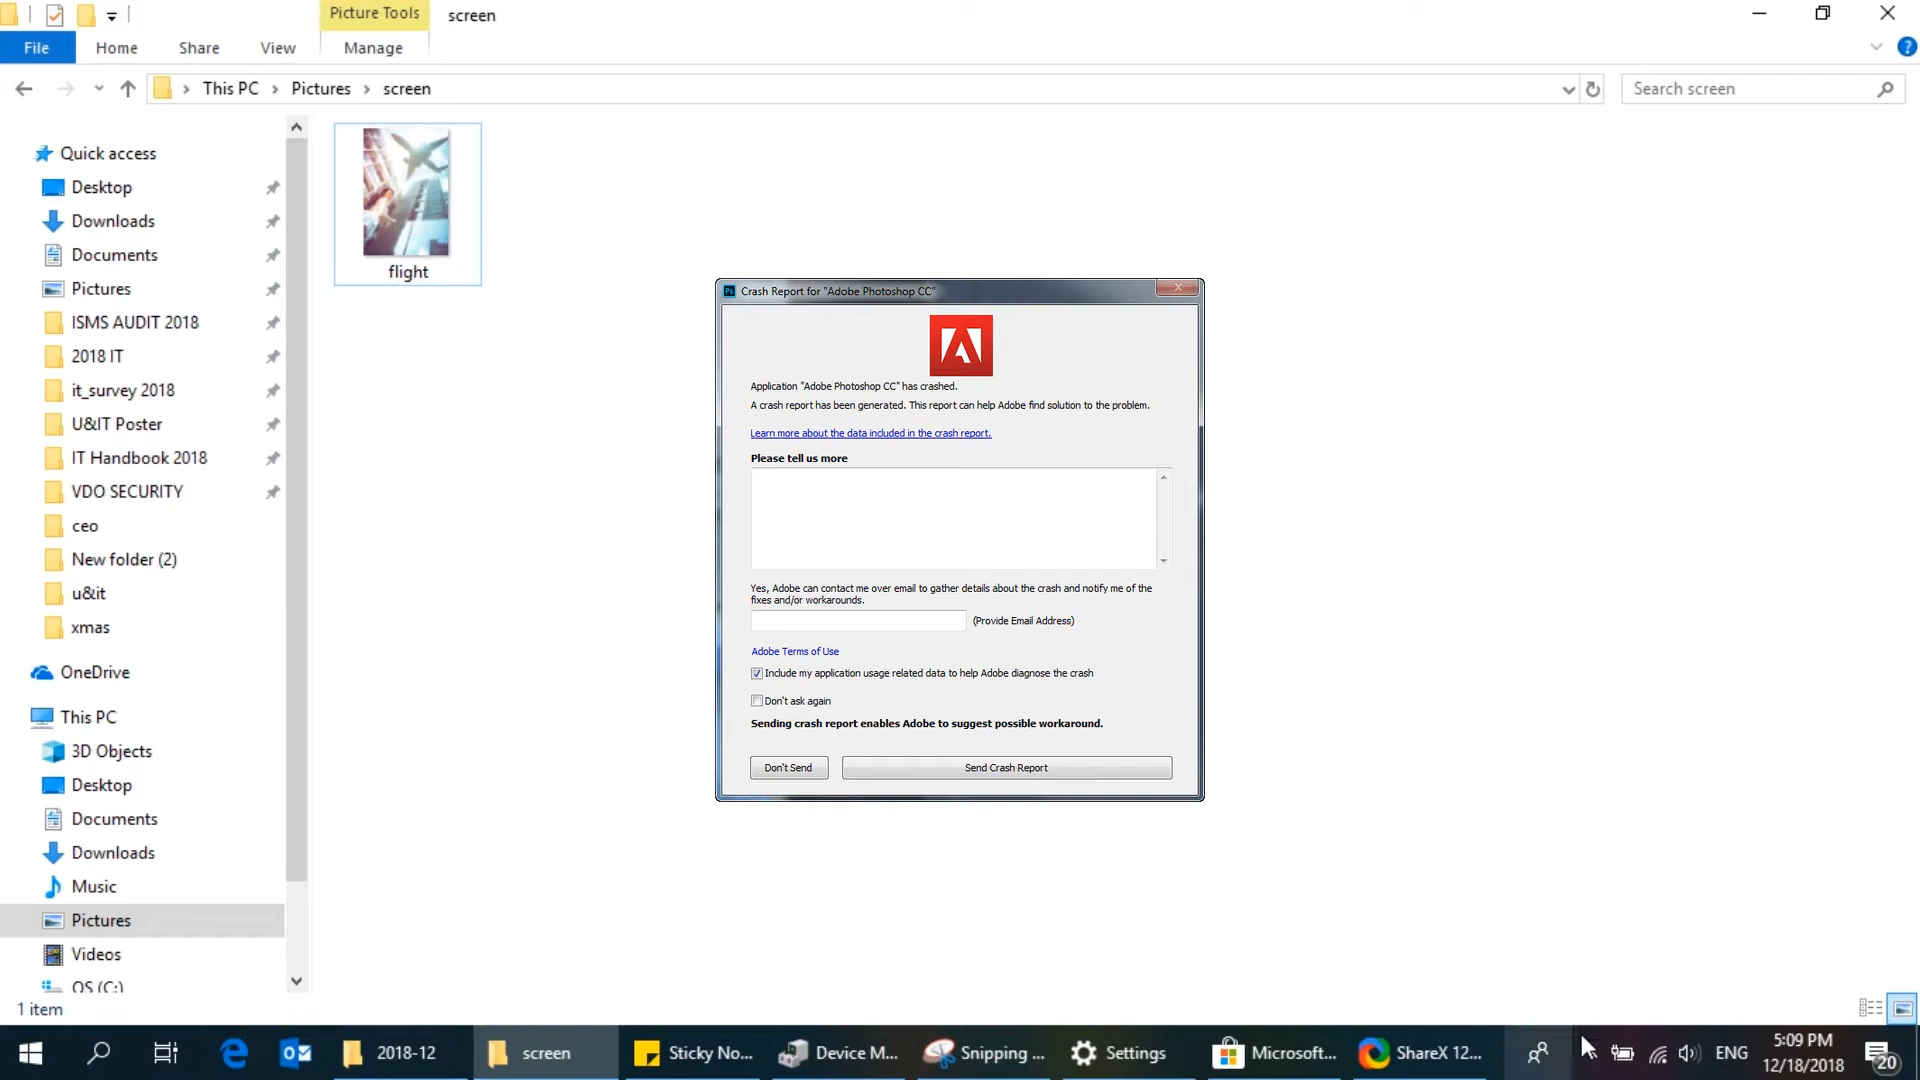 Picture Tools
screen
File
Home
Share
View
Manage
This PC
Pictures
screen
Search screen
Quick access
Desktop
Downloads
Documents
Pictures
ISMS AUDIT 2018
2018 IT
it_survey 2018
U&IT Poster
IT Handbook 2018
VDO SECURITY
ceo
New folder (2)
u&it
xmas
OneDrive
This PC
3D Objects
Desktop
Documents
Downloads
Music
Pictures
Videos
OS (C:)
1 item
flight
Ps
Crash Report for "Adobe Photoshop CC"
Application "Adobe Photoshop CC" has crashed.
A crash report has been generated. This report can help Adobe find solution to the problem.
Learn more about the data included in the crash report.
Please tell us more
Yes, Adobe can contact me over email to gather details about the crash and notify me of the
fixes and/or workarounds.
(Provide Email Address)
Adobe Terms of Use
Include my application usage related data to help Adobe diagnose the crash
Don't ask again
Sending crash report enables Adobe to suggest possible workaround.
Don't Send
Send Crash Report
2018-12
screen
Sticky No...
Device M...
Snipping ...
Settings
Microsoft...
ShareX 12...
ENG
5:09 PM
12/18/2018
20